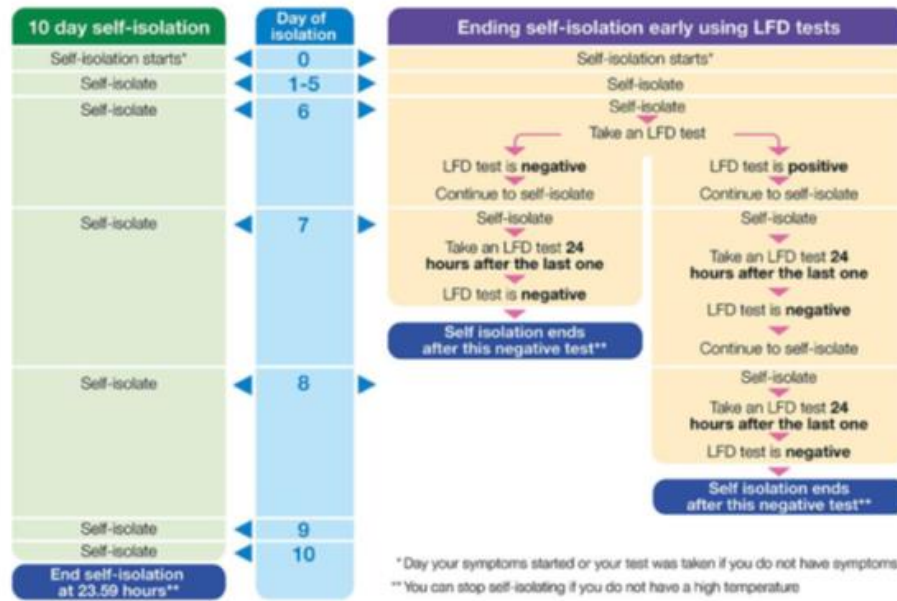 10 day self-isolation
Day of
isolation
Ending self-isolation early using LFD tests
Self-isolation starts*
0
Self-isolation starts*
Self-isolate
1-5
Self-isolate
Self-isolate
6
Self-isolate
Take an LFD test
LFD test is negative
LFD test is positive
Continue to self-isolate
Continue to self-isolate
Self-isolate
7
Self-isolate
Self-isolate
Take an LFD test 24
hours after the last one
Take an LFD test 24
hours after the last one
LFD test is negative
LFD test is negative
Self isolation ends
after this negative test**
Continue to self-isolate
Self-isolate
8
Self-isolate
Take an LFD test 24
hours after the last one
LFD test is negative
Self isolation ends
after this negative test**
Self-isolate
9
Self-isolate
10
End self-isolation
at 23.59 hours**
* Day your symptoms started or your test was taken if you do not have symptoms
** You can stop self-isolating if you do not have a high temperature